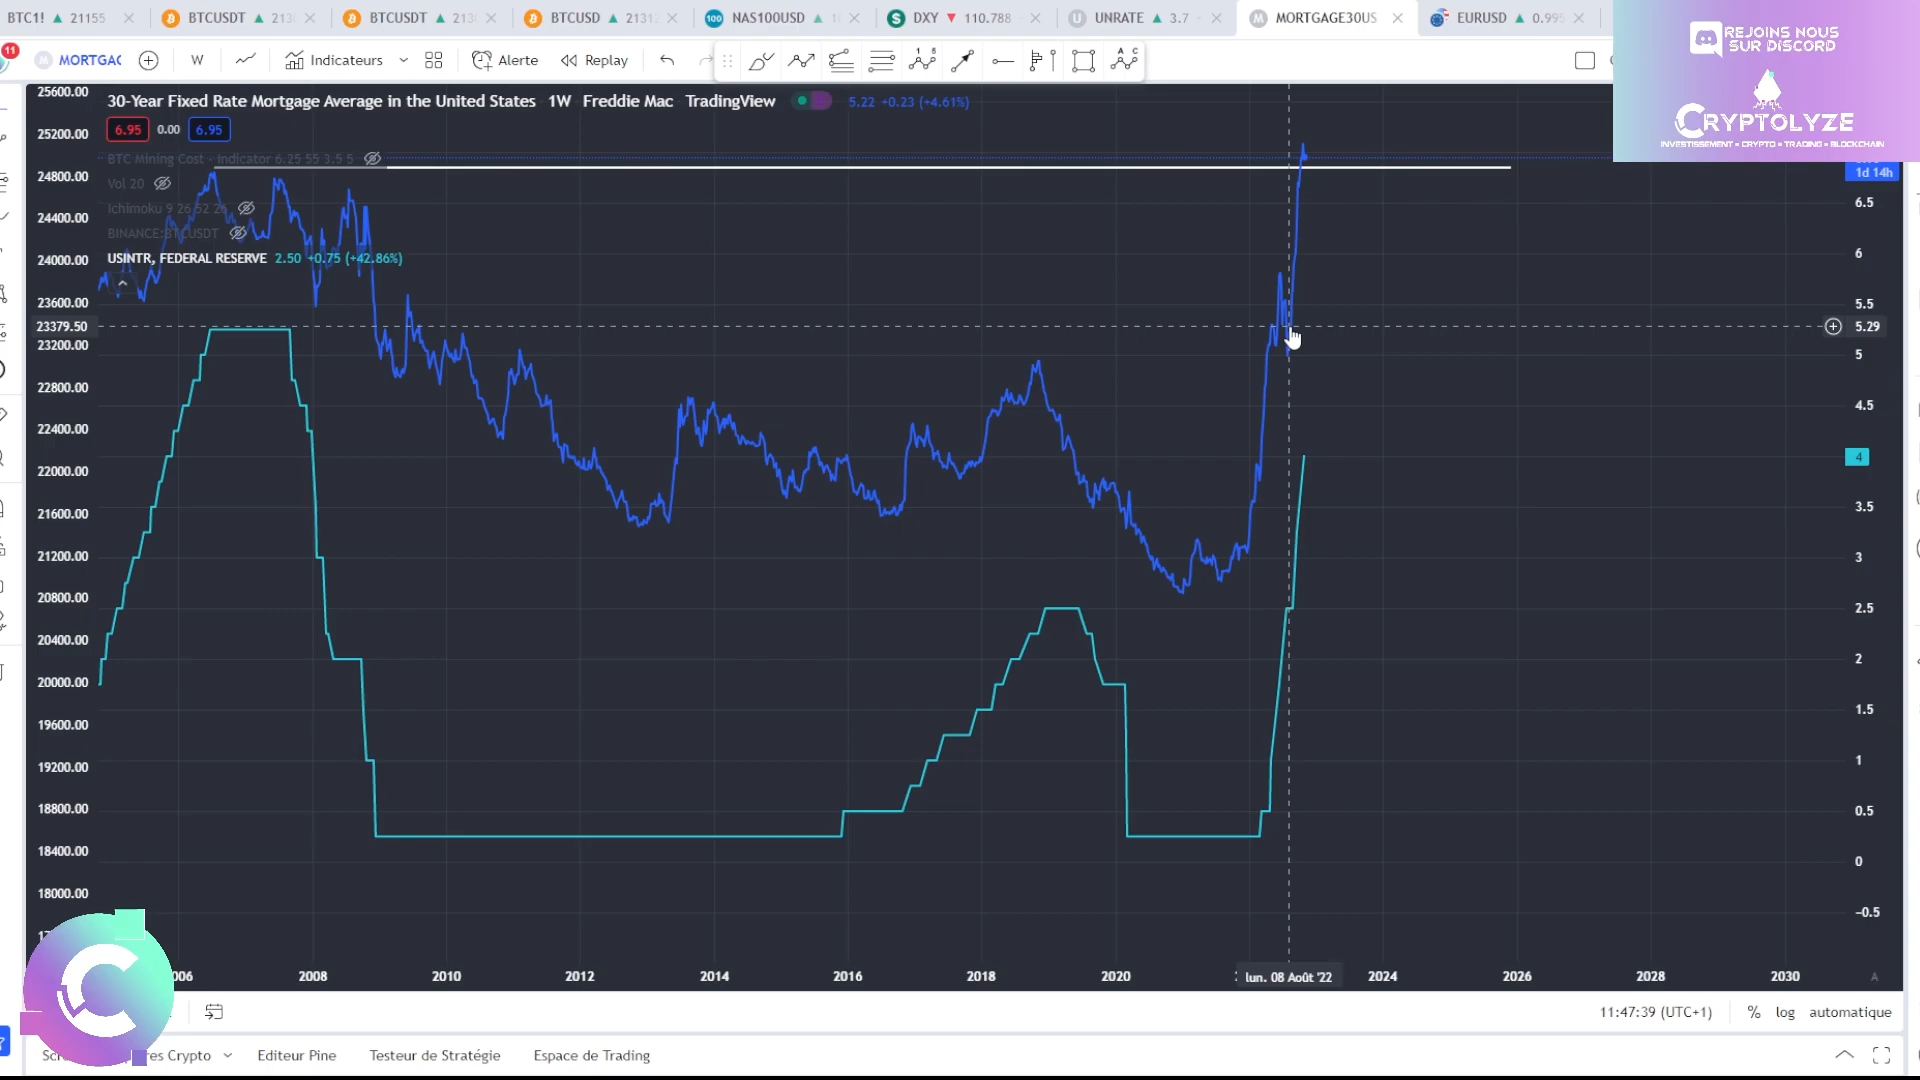 BTC1! 21155 BTCUSDT BTCUSDT BTCUSD NAS100USD DXY 110.788 UNRATE 3.7 MORTGAGE30US EURUSD
REJOINS NOUS
SUR DISCORD
CRYPTOLYZE
INVESTISSEMENT • CRYPTO • TRADING • BLOCKCHAIN
11
MORTGAG W Indicateurs Alerte Replay
30-Year Fixed Rate Mortgage Average in the United States 1W Freddie Mac TradingView 5.22 +0.23 (+4.61%)
6.95 0.00 6.95
BTC Mining Cost - Indicator 6.25 55 3.5 5
Vol 20
Ichimoku 9 26 52 26
BINANCE:BTCUSDT
USINTR, FEDERAL RESERVE 2.50 +0.75 (+42.86%)
25600.00
25200.00
24800.00
24400.00
24000.00
23600.00
23379.50
23200.00
22800.00
22400.00
22000.00
21600.00
21200.00
20800.00
20400.00
20000.00
19600.00
19200.00
18800.00
18400.00
18000.00
1d 14h
6.5
6
5.5
5.29
5
4.5
4
3.5
3
2.5
2
1.5
1
0.5
0
-0.5
2008 2010 2012 2014 2016 2018 2020 lun. 08 Août '22 2024 2026 2028 2030 A
11:47:39 (UTC+1) % log automatique
Crypto Editeur Pine Testeur de Stratégie Espace de Trading